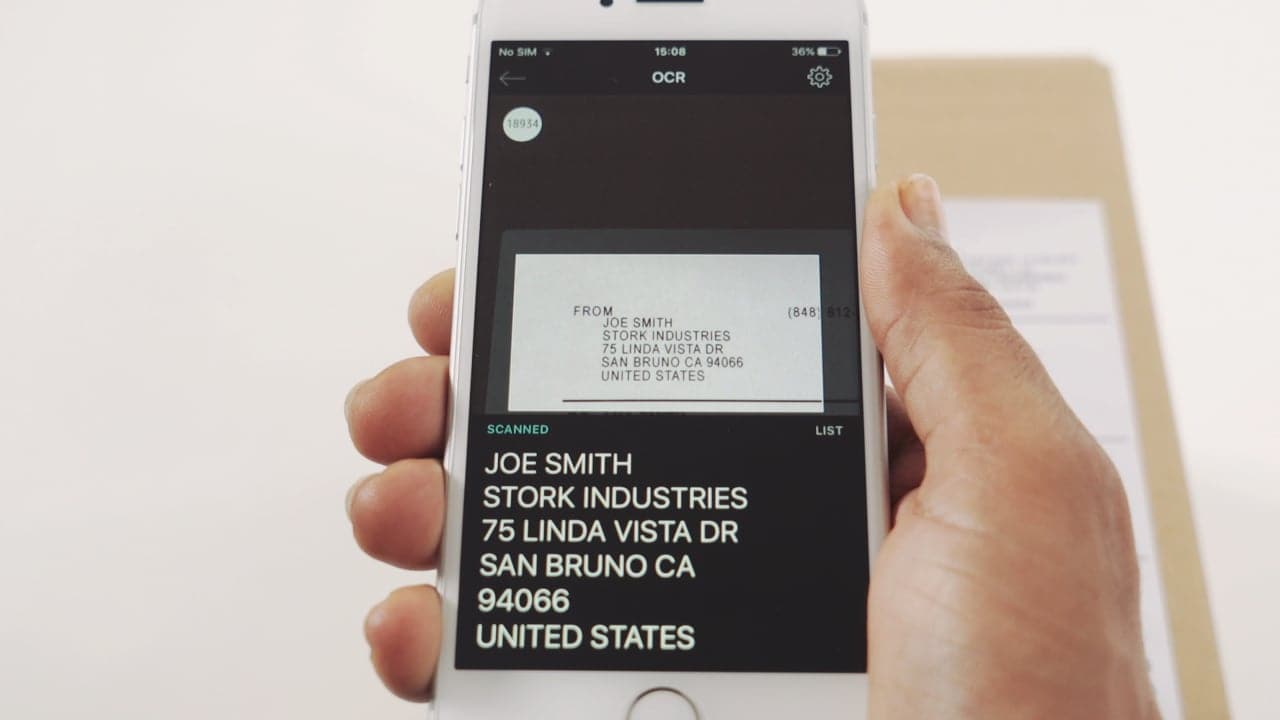 No SIM 15:08 36%
OCR
18934
FROM (848) 812-
JOE SMITH
STORK INDUSTRIES
75 LINDA VISTA DR
SAN BRUNO CA 94066
UNITED STATES
SCANNED LIST
JOE SMITH
STORK INDUSTRIES
75 LINDA VISTA DR
SAN BRUNO CA
94066
UNITED STATES